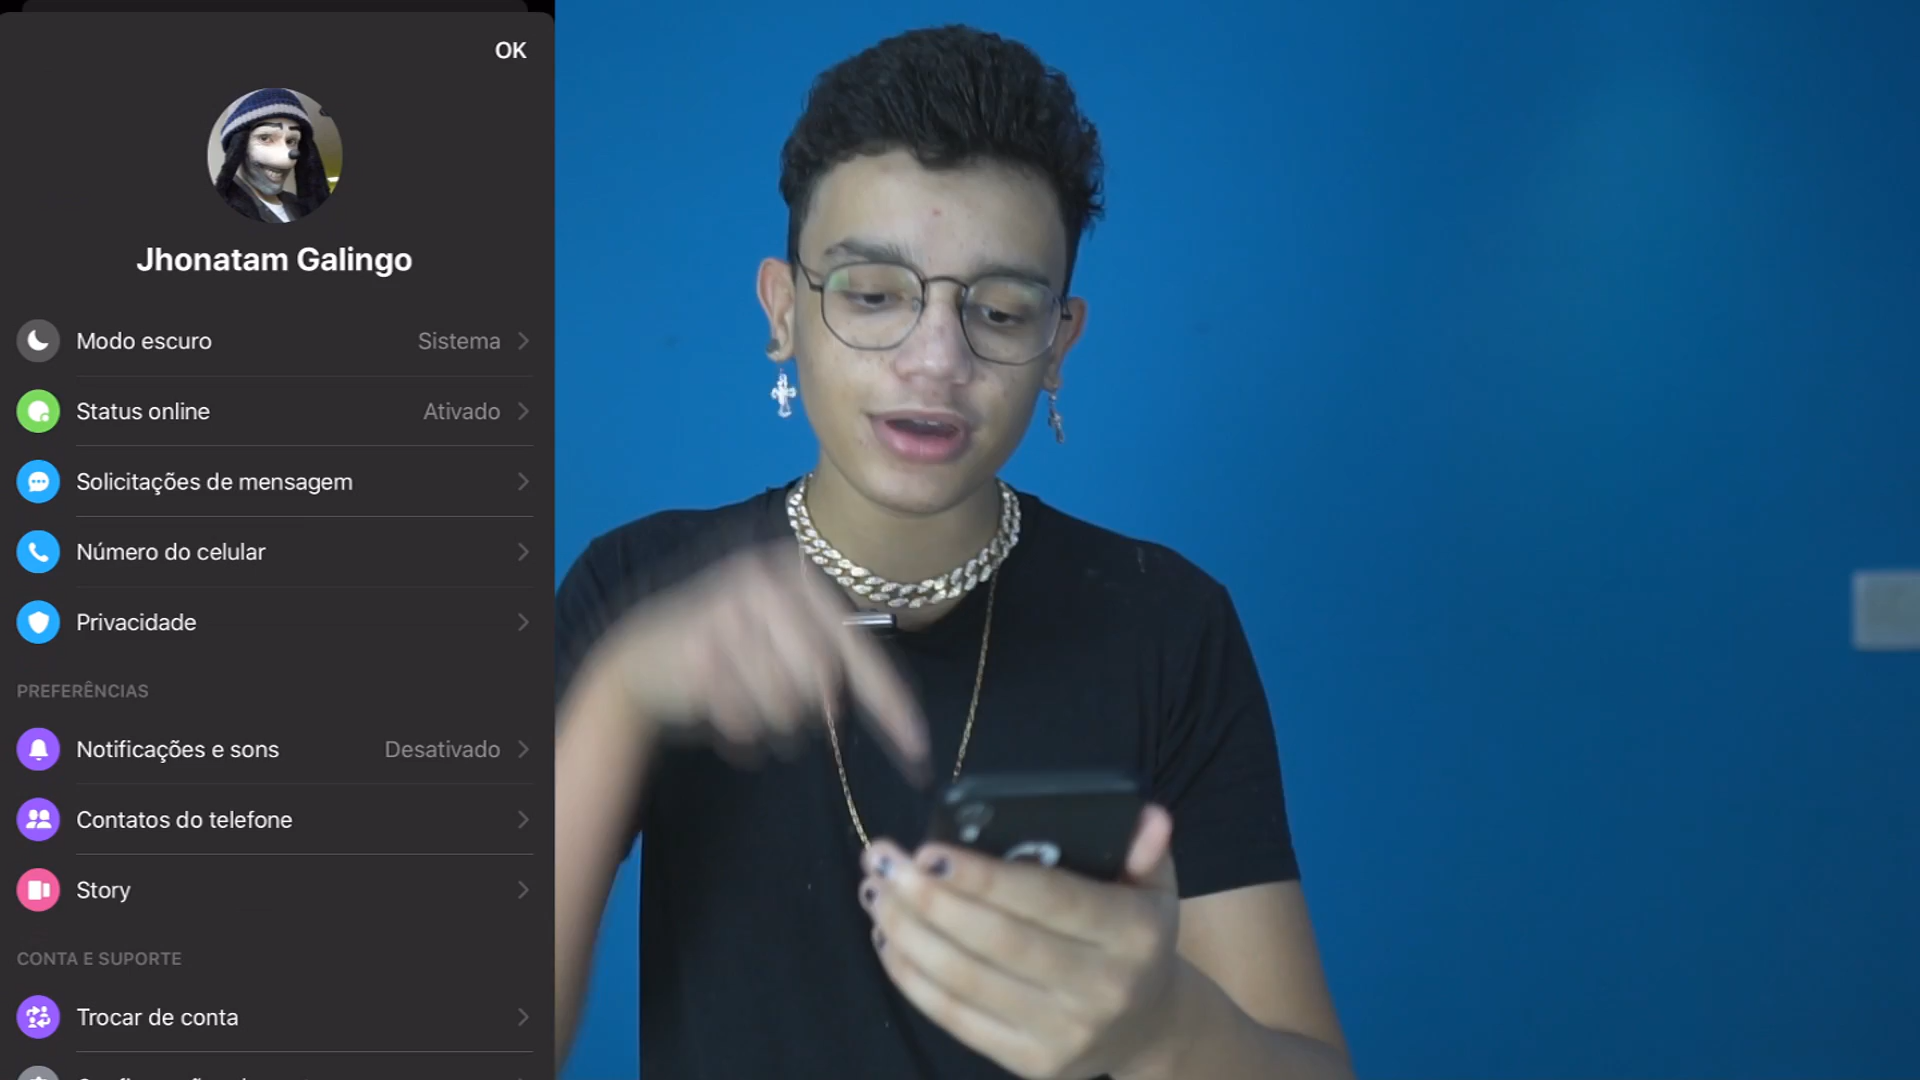 OK
Jhonatam Galingo
Modo escuro Sistema
Status online Ativado
Solicitações de mensagem
Número do celular
Privacidade
PREFERÊNCIAS
Notificações e sons Desativado
Contatos do telefone
Story
CONTA E SUPORTE
Trocar de conta